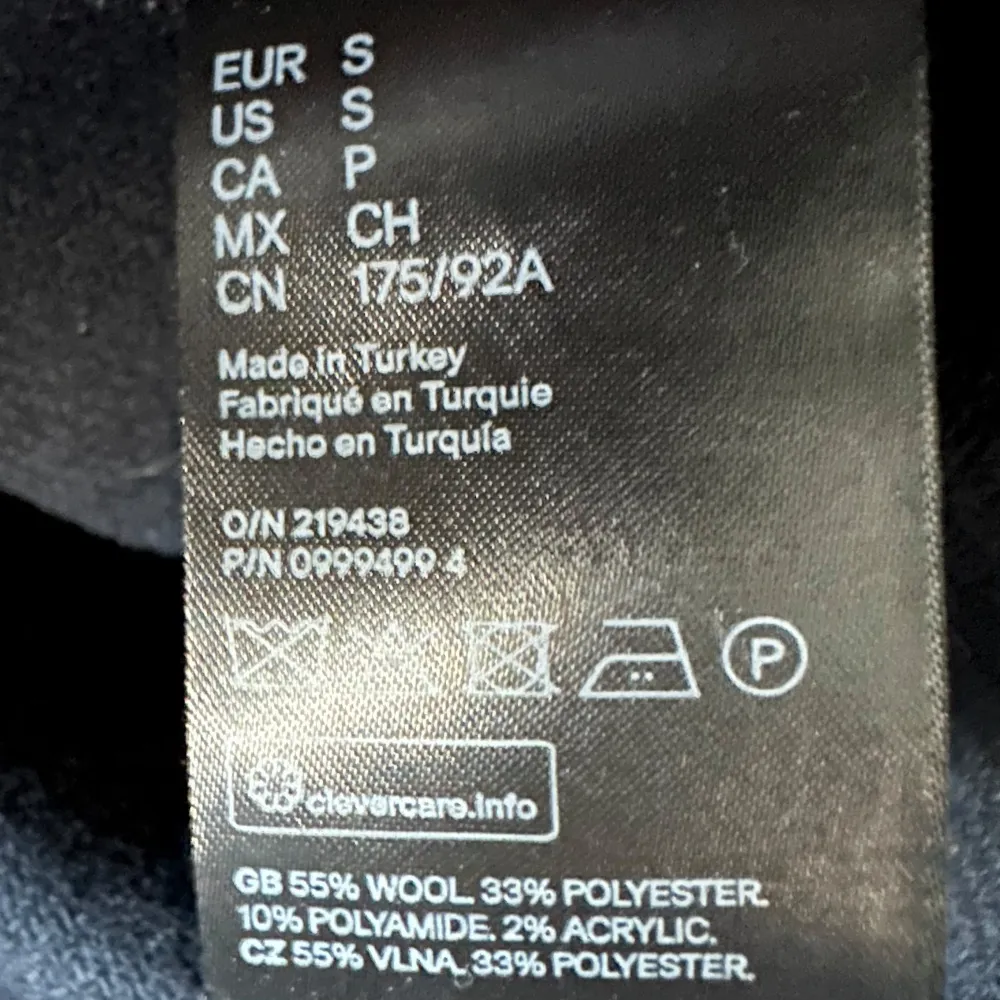 EUR S
US S
CA P
MX CH
CN 175/92A
Made in Turkey
Fabriqué en Turquie
Hecho en Turquía
O/N 219438
P/N 0999499 4
P
clevercare.info
GB 55% WOOL. 33% POLYESTER.
10% POLYAMIDE. 2% ACRYLIC.
CZ 55% VLNA. 33% POLYESTER.